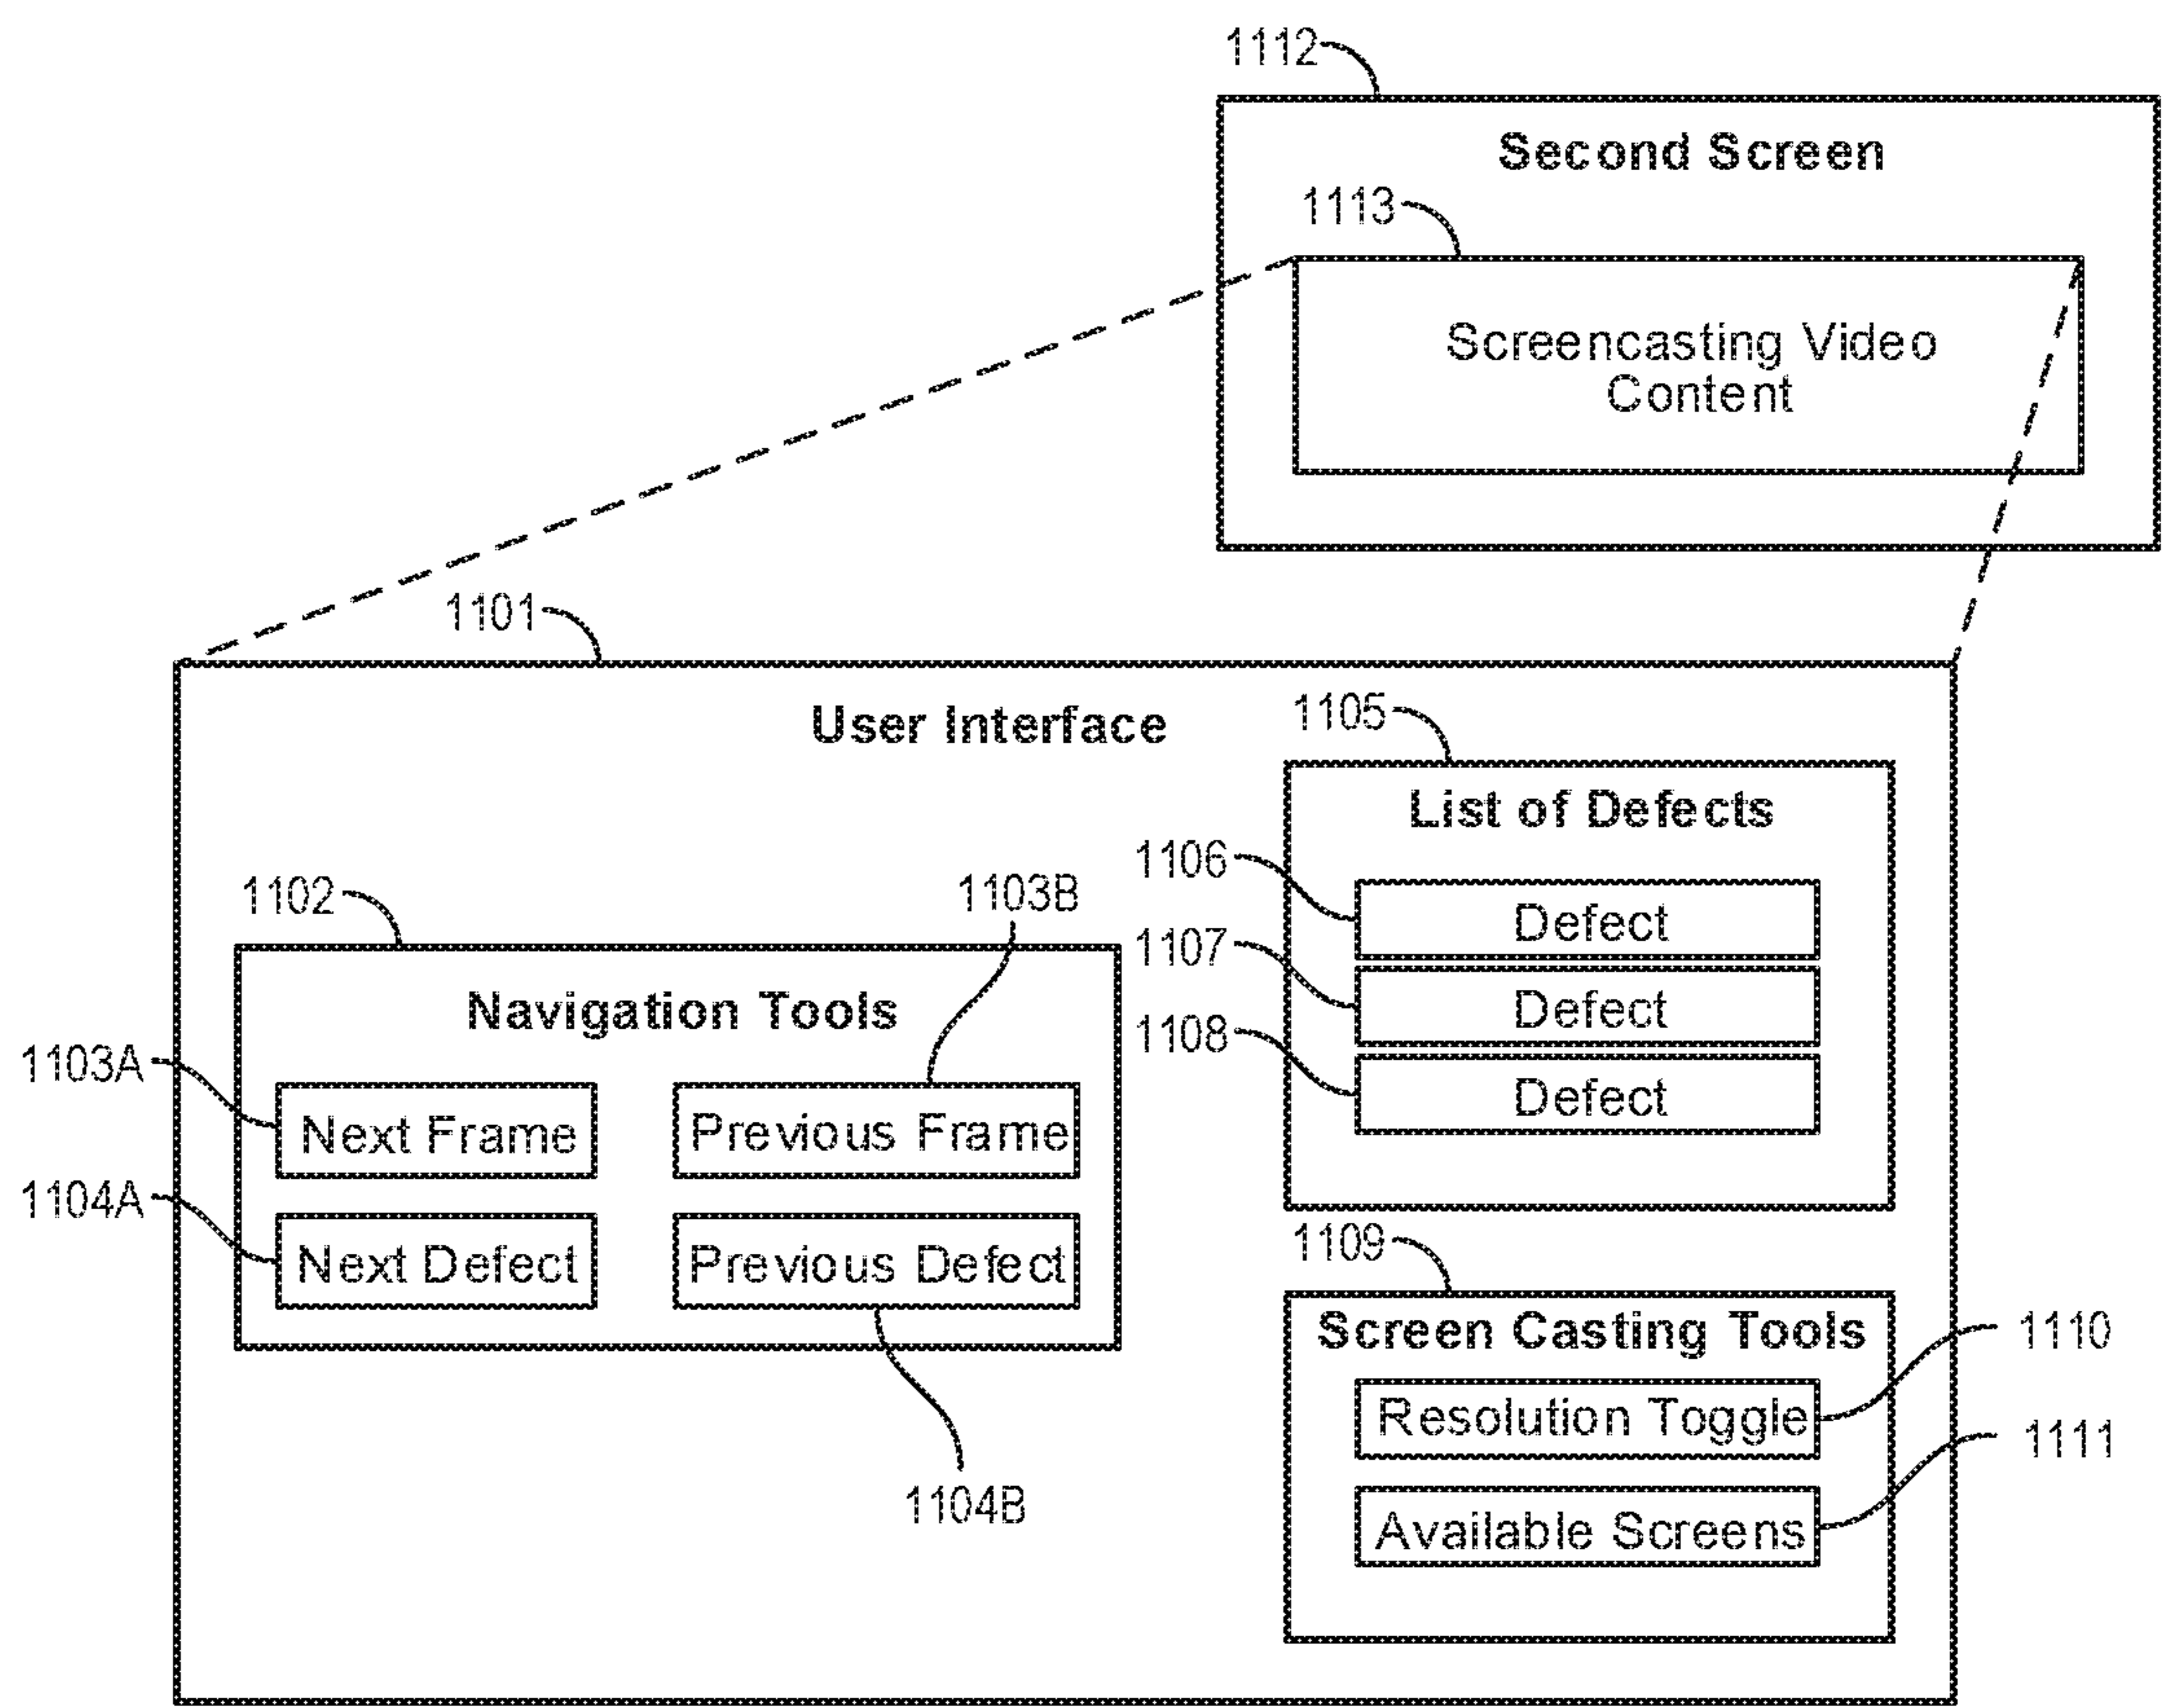 1112
Second Screen
1113
Screencasting Video
Content
1101
User Interface
1105
List of Defects
1106
Defect
1107
Defect
1108
Defect
1102
1103B
Navigation Tools
1103A
Next Frame
Previous Frame
1104A
Next Defect
Previous Defect
1104B
1109
Screen Casting Tools
1110
Resolution Toggle
1111
Available Screens